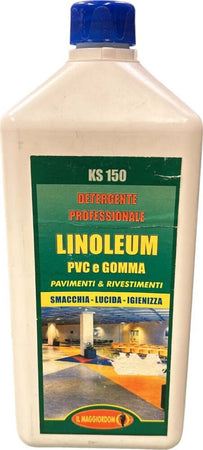 KS 150
DETERGENTE
PROFESSIONALE
LINOLEUM
PVC e GOMMA
PAVIMENTI & RIVESTIMENTI
SMACCHIA - LUCIDA - IGIENIZZA
IL MAGGIORDOMO